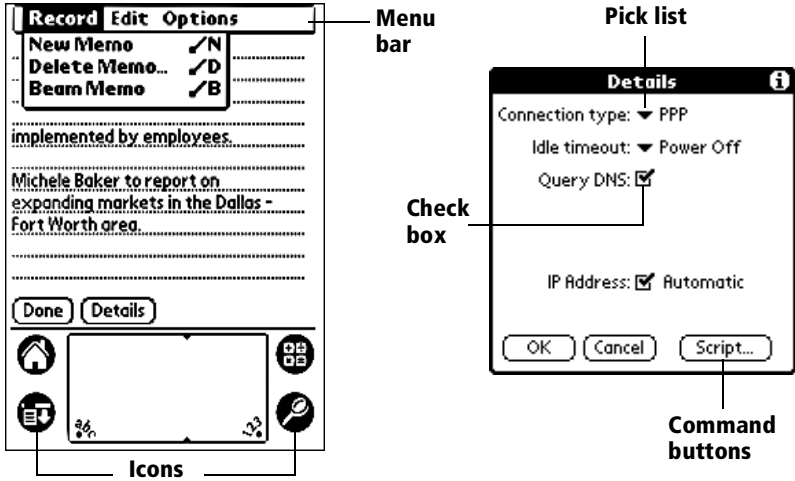 Record Edit Options
New Memo /N
Delete Memo... /D
Beam Memo /B
implemented by employees.
Michele Baker to report on
expanding markets in the Dallas -
Fort Worth area.
Done Details
abc
123
Icons
Menu
bar
Pick list
Details i
Connection type: PPP
Idle timeout: Power Off
Query DNS:
Check
box
IP Address: Automatic
OK Cancel Script...
Command
buttons